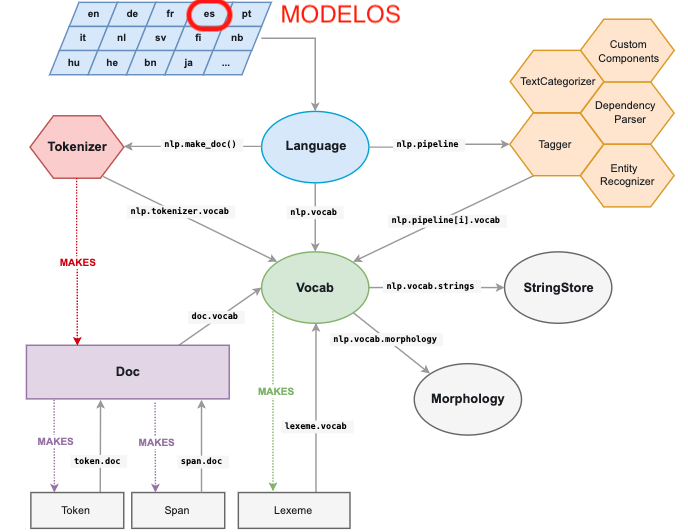 en de fr es pt
MODELOS
it nl sv fi nb
hu he bn ja ...
Custom
Components
TextCategorizer
Dependency
Parser
Tokenizer
nlp.make_doc()
Language
nlp.pipeline
Tagger
Entity
Recognizer
nlp.tokenizer.vocab
nlp.vocab
nlp.pipeline[i].vocab
MAKES
Vocab
nlp.vocab.strings
StringStore
doc.vocab
nlp.vocab.morphology
Doc
MAKES
Morphology
lexeme.vocab
MAKES
MAKES
token.doc
span.doc
Token
Span
Lexeme